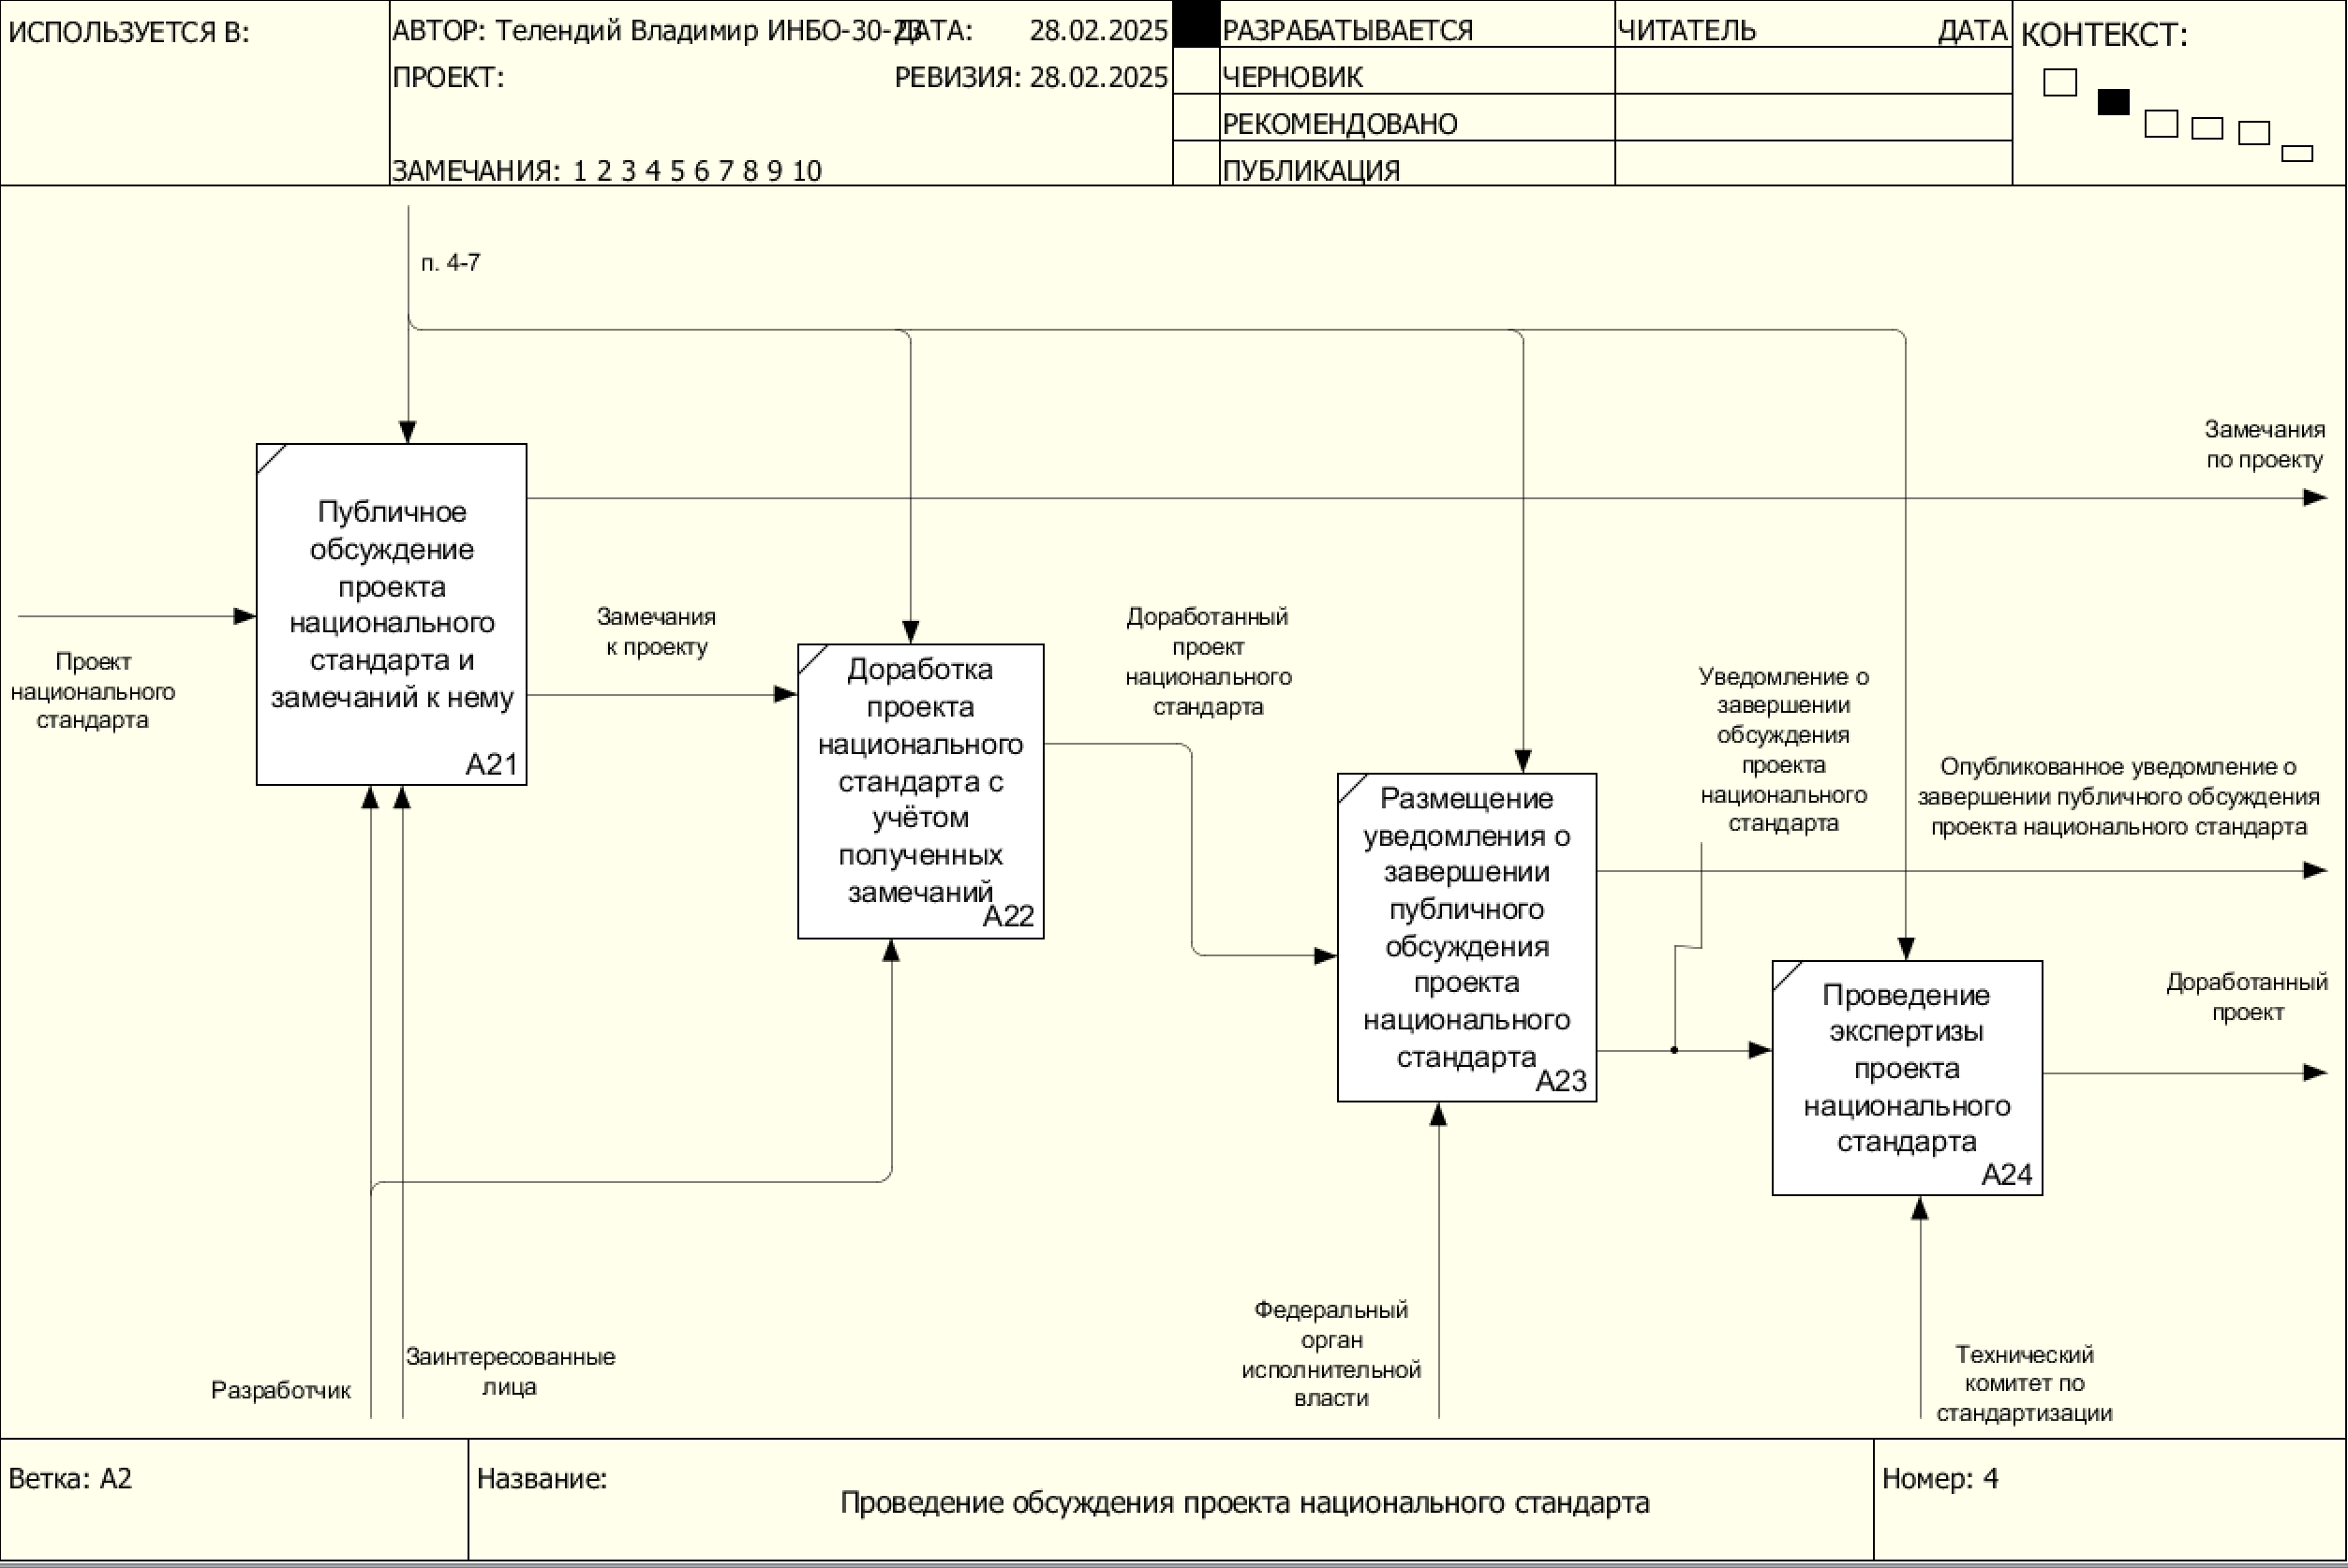 ИСПОЛЬЗУЕТСЯ В:
АВТОР: Телендий Владимир ИНБО-30-23
ДАТА: 28.02.2025
ПРОЕКТ:
РЕВИЗИЯ: 28.02.2025
ЗАМЕЧАНИЯ: 1 2 3 4 5 6 7 8 9 10
РАЗРАБАТЫВАЕТСЯ
ЧЕРНОВИК
РЕКОМЕНДОВАНО
ПУБЛИКАЦИЯ
ЧИТАТЕЛЬ ДАТА
КОНТЕКСТ:
п. 4-7
Замечания
по проекту
Публичное
обсуждение
проекта
национального
стандарта и
замечаний к нему
A21
Проект
национального
стандарта
Замечания
к проекту
Доработка
проекта
национального
стандарта с
учётом
полученных
замечаний
A22
Доработанный
проект
национального
стандарта
Размещение
уведомления о
завершении
публичного
обсуждения
проекта
национального
стандарта
A23
Уведомление о
завершении
обсуждения
проекта
национального
стандарта
Опубликованное уведомление о
завершении публичного обсуждения
проекта национального стандарта
Проведение
экспертизы
проекта
национального
стандарта
A24
Доработанный
проект
Разработчик
Заинтересованные
лица
Федеральный
орган
исполнительной
власти
Технический
комитет по
стандартизации
Ветка: A2
Название:
Проведение обсуждения проекта национального стандарта
Номер: 4